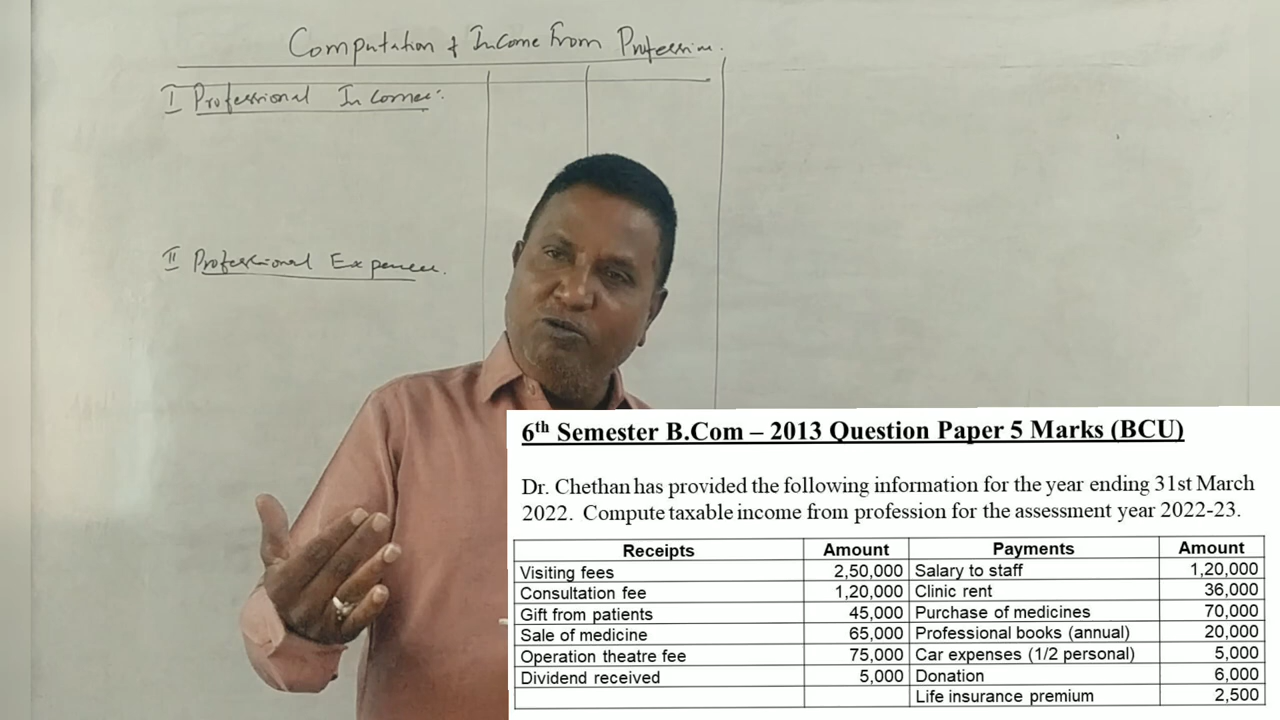 Computation of Income From Profession.
I Professional Incomes:
II Professional Expenses.
6th Semester B.Com – 2013 Question Paper 5 Marks (BCU)
Dr. Chethan has provided the following information for the year ending 31st March
2022. Compute taxable income from profession for the assessment year 2022-23.
Receipts Amount Payments Amount
Visiting fees 2,50,000 Salary to staff 1,20,000
Consultation fee 1,20,000 Clinic rent 36,000
Gift from patients 45,000 Purchase of medicines 70,000
Sale of medicine 65,000 Professional books (annual) 20,000
Operation theatre fee 75,000 Car expenses (1/2 personal) 5,000
Dividend received 5,000 Donation 6,000
Life insurance premium 2,500